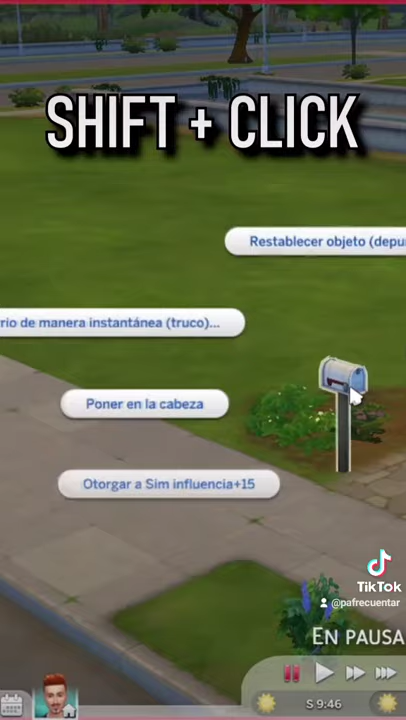 SHIFT + CLICK
Restablecer objeto (depu
rio de manera instantánea (truco)...
Poner en la cabeza
Otorgar a Sim influencia+15
TikTok
@pafrecuentar
EN PAUSA
S 9:46